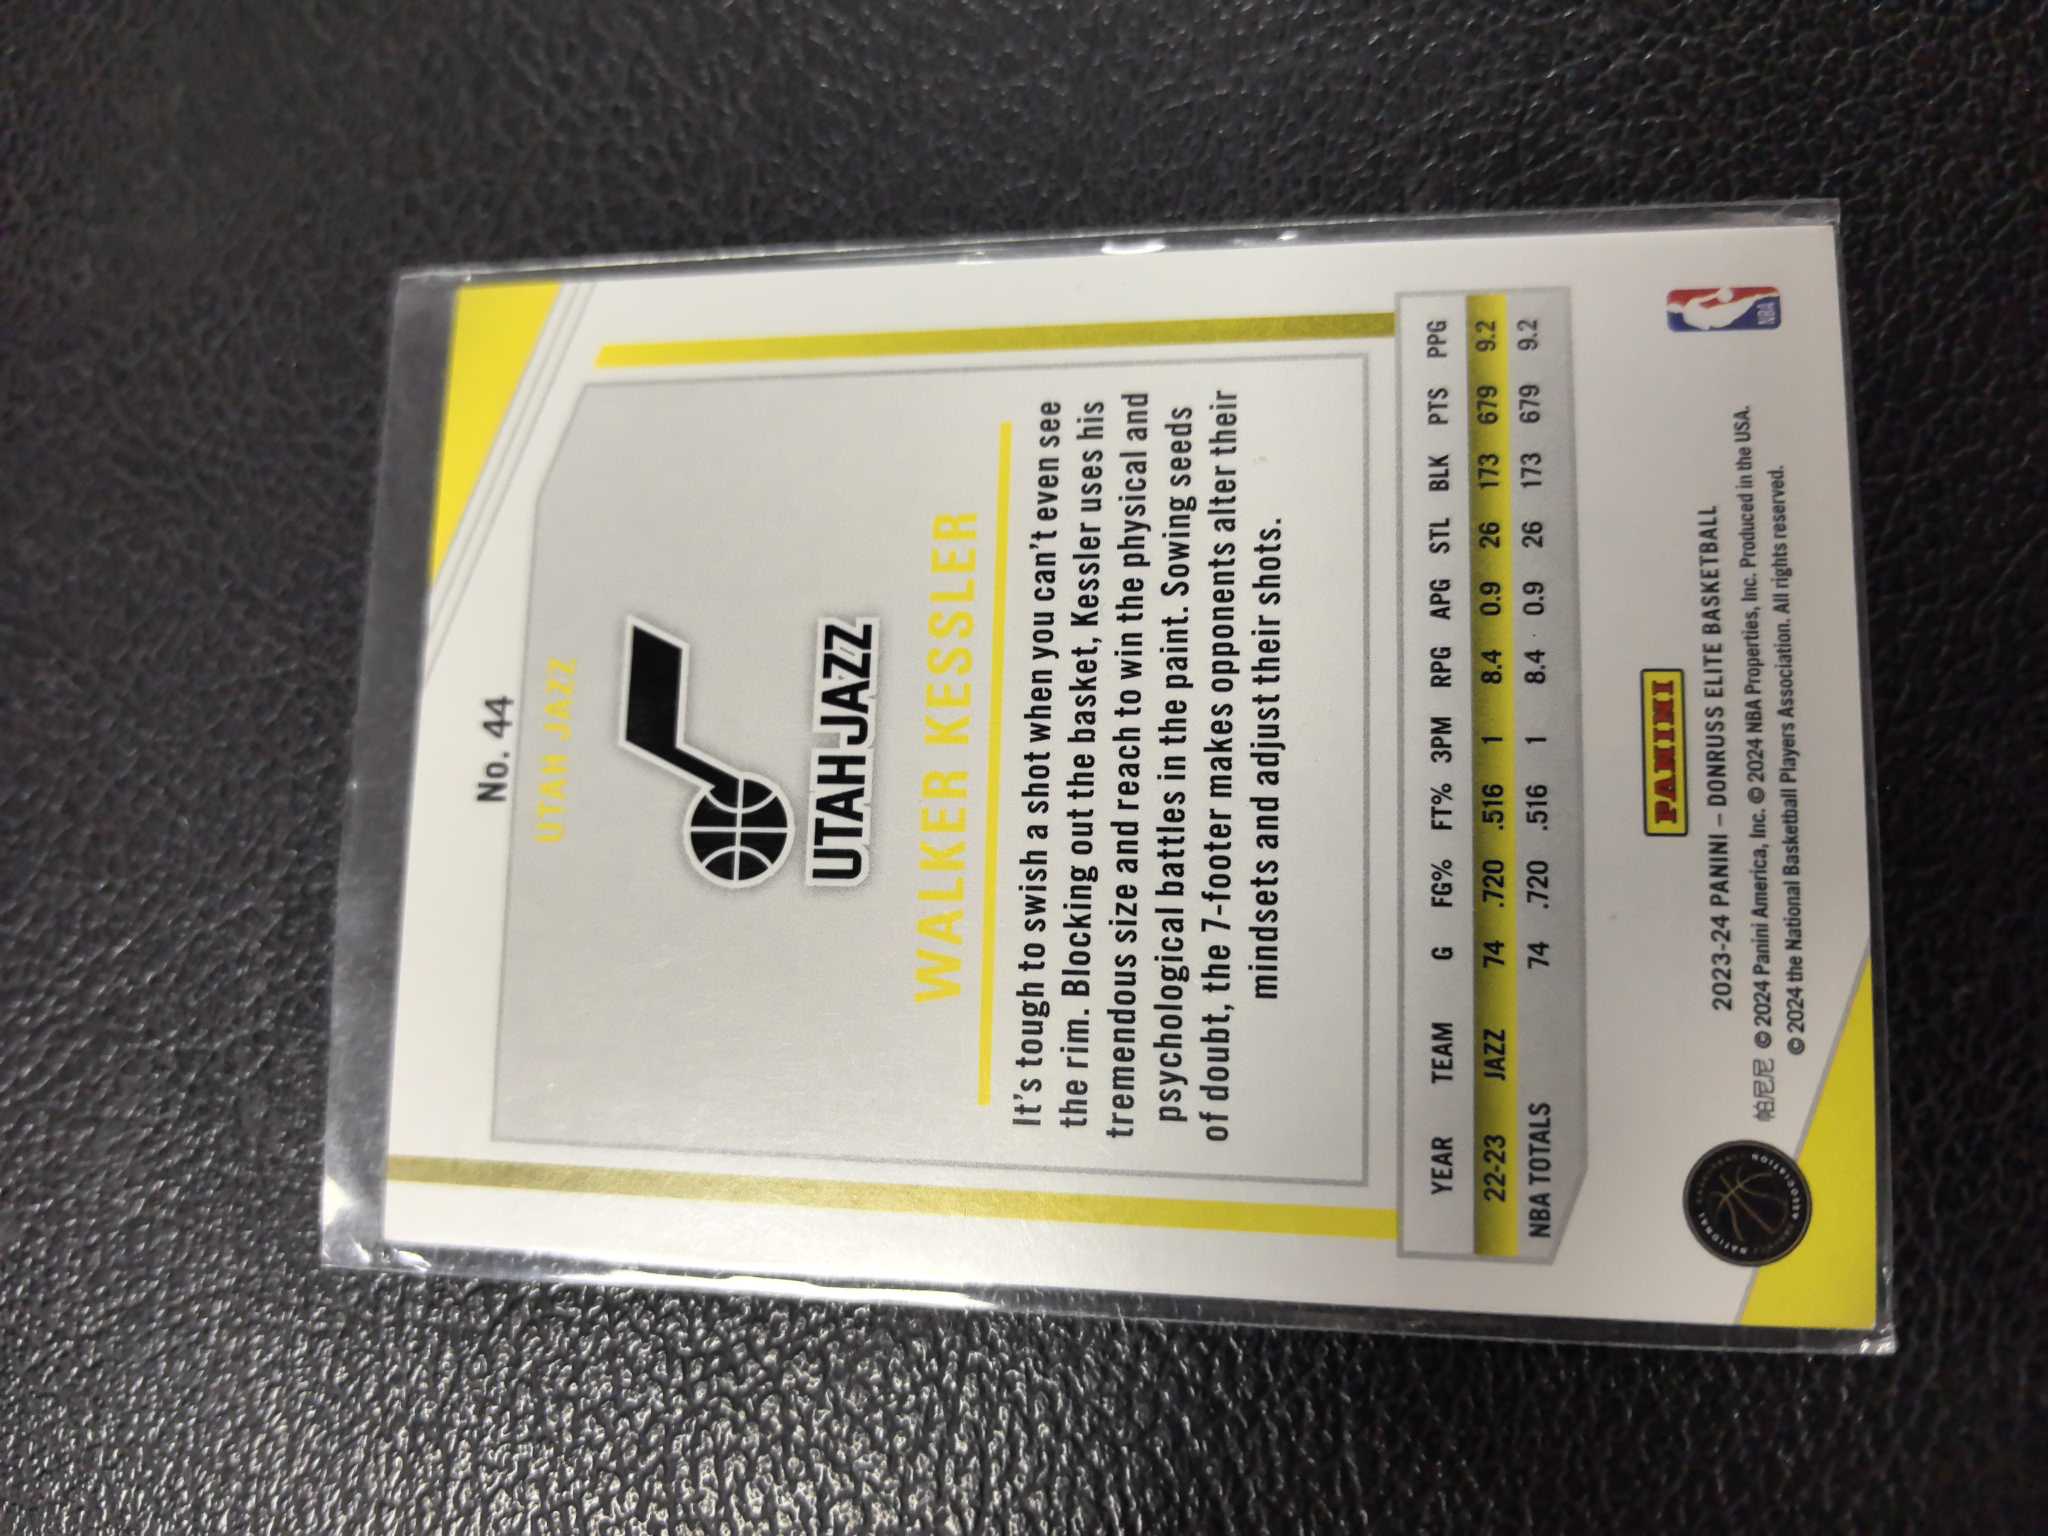 No. 44
UTAH JAZZ
UTAH JAZZ
WALKER KESSLER
It's tough to swish a shot when you can't even see
the rim. Blocking out the basket, Kessler uses his
tremendous size and reach to win the physical and
psychological battles in the paint. Sowing seeds
of doubt, the 7-footer makes opponents alter their
mindsets and adjust their shots.
YEAR TEAM G FG% FT% 3PM RPG APG STL BLK PTS PPG
22-23 JAZZ 74 .720 .516 1 8.4 0.9 26 173 679 9.2
NBA TOTALS 74 .720 .516 1 8.4 0.9 26 173 679 9.2
PANINI
NBA
2023-24 PANINI – DONRUSS ELITE BASKETBALL
帕尼尼 © 2024 Panini America, Inc. © 2024 NBA Properties, Inc. Produced in the USA.
© 2024 the National Basketball Players Association. All rights reserved.
NATIONAL
ASSOCIATION